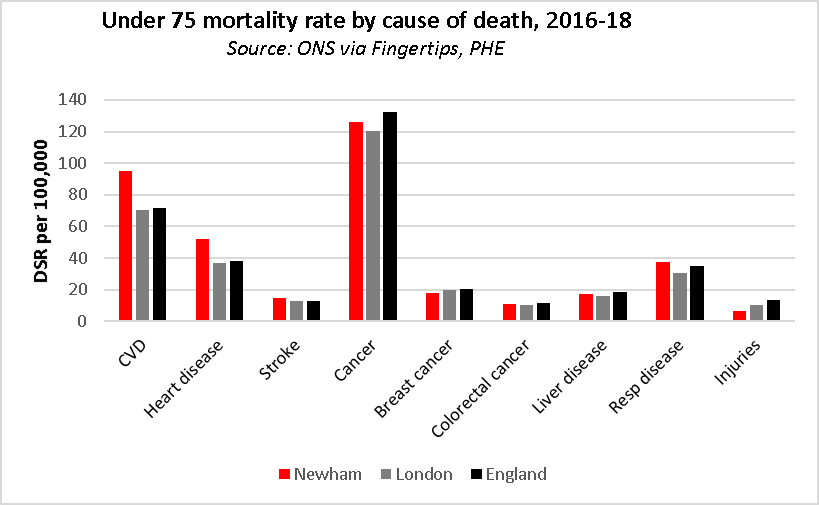 Under 75 mortality rate by cause of death, 2016-18
Source: ONS via Fingertips, PHE
DSR per 100,000
140
120
100
80
60
40
20
0
CVD
Heart disease
Stroke
Cancer
Breast cancer
Colorectal cancer
Liver disease
Resp disease
Injuries
Newham London England